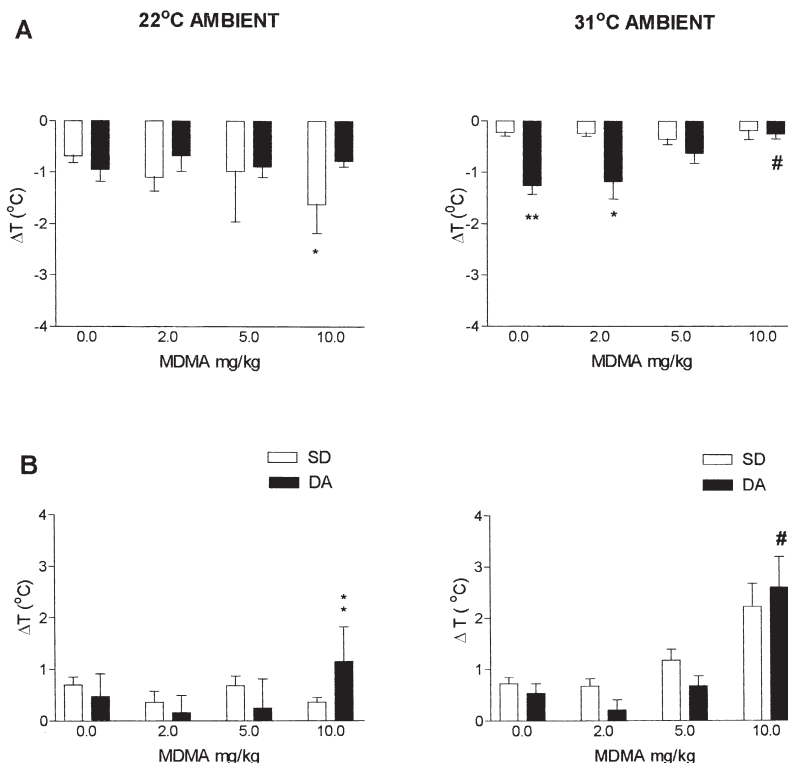 A
22°C AMBIENT
31°C AMBIENT
ΔT (°C)
0
-1
-2
-3
-4
*
0.0 2.0 5.0 10.0
MDMA mg/kg
ΔT (°C)
0
-1
-2
-3
-4
**
*
#
0.0 2.0 5.0 10.0
MDMA mg/kg
B
SD
DA
ΔT (°C)
4
3
2
1
0
*
*
0.0 2.0 5.0 10.0
MDMA mg/kg
SD
DA
Δ T ( °C)
4
3
2
1
0
#
0.0 2.0 5.0 10.0
MDMA mg/kg